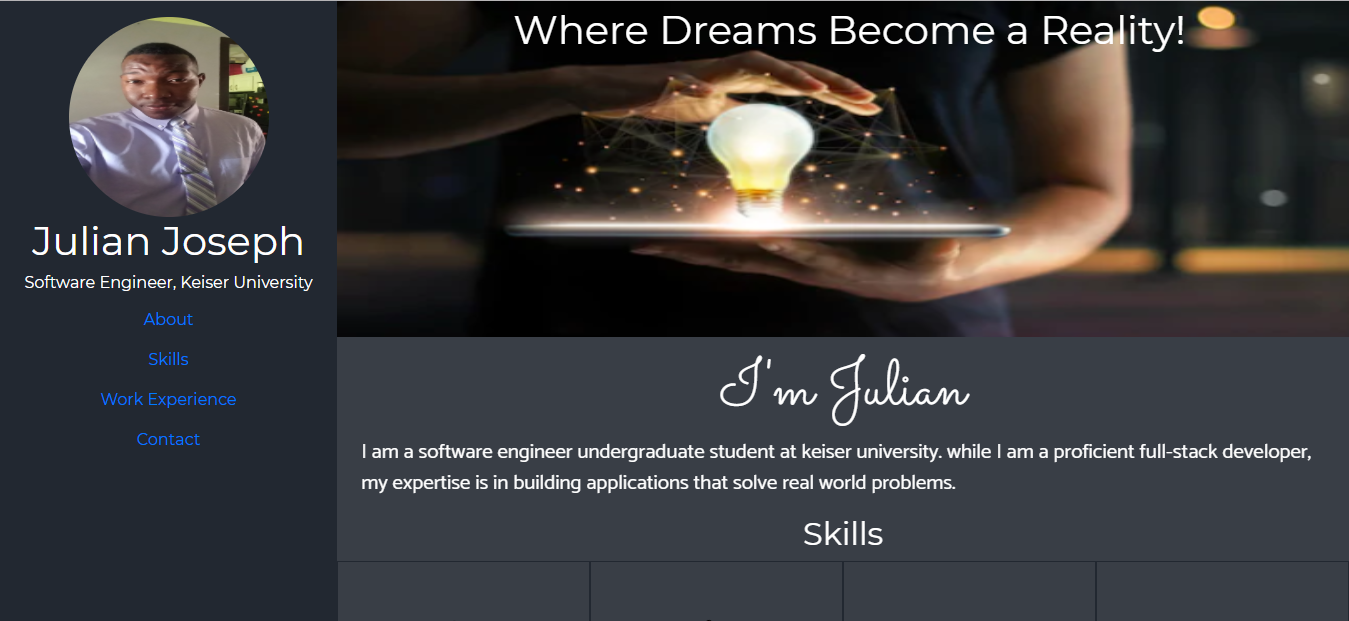 Julian Joseph
Software Engineer, Keiser University
About
Skills
Work Experience
Contact
Where Dreams Become a Reality!
I'm Julian
I am a software engineer undergraduate student at keiser university. while I am a proficient full-stack developer,
my expertise is in building applications that solve real world problems.
Skills